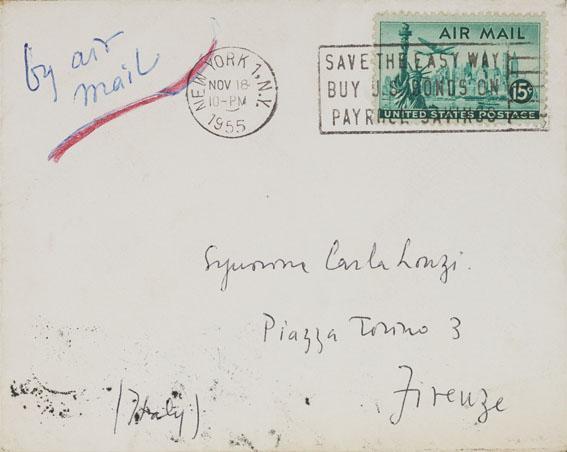 by air
mail
NEW YORK 1, N.Y.
NOV 18
10-PM
1955
SAVE THE EASY WAY
BUY U.S. BONDS ON
PAYROLL SAVINGS
AIR MAIL
15¢
UNITED STATES POSTAGE
Signorina Carla Lonzi.
Piazza Torino 3
Firenze
(Italy)